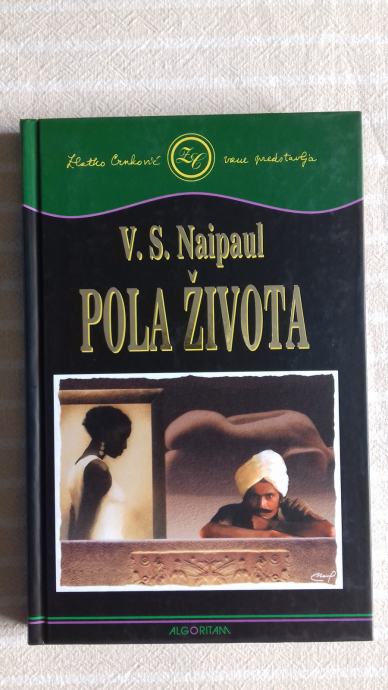 Zlatko Crnković ZC vam predstavlja
V. S. Naipaul
POLA ŽIVOTA
ALGORITAM